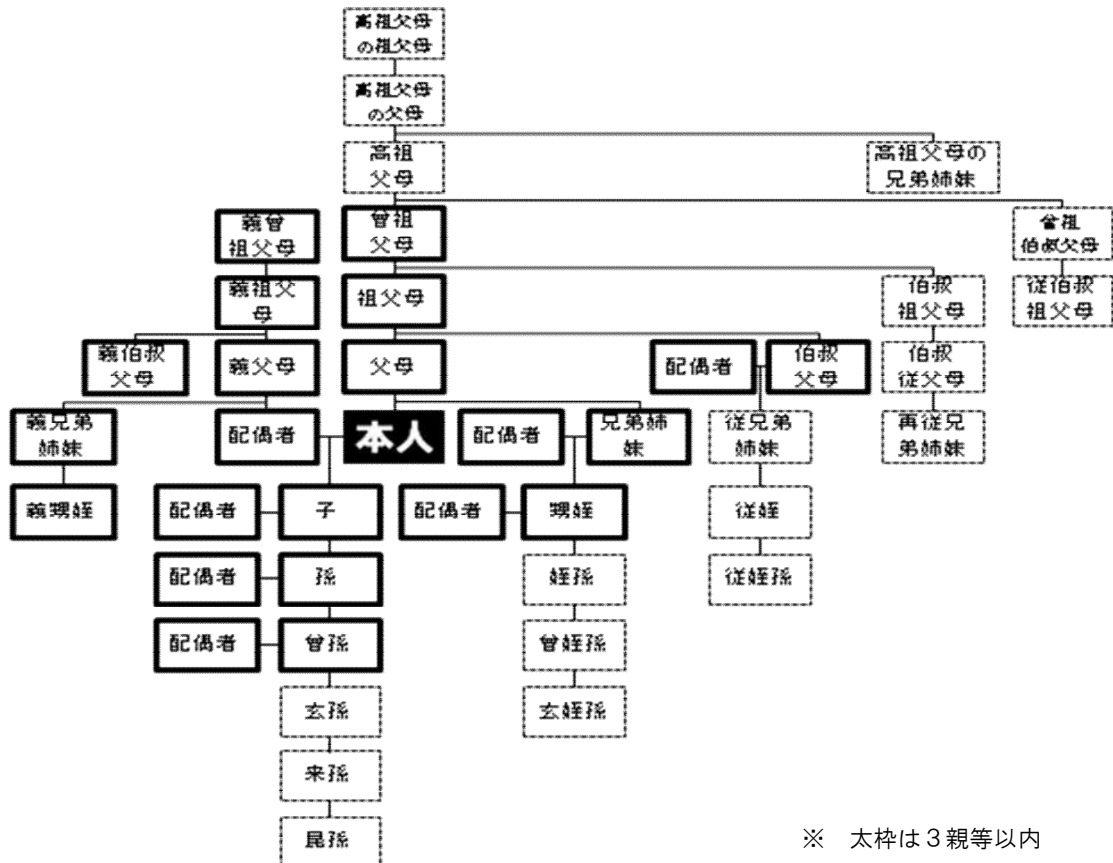 高祖父母
の祖父母
高祖父母
の父母
高祖
父母
高祖父母の
兄弟姉妹
義曾
祖父母
曾祖
父母
曾祖
伯叔父母
義祖父
母
祖父母
伯叔
祖父母
従伯叔
祖父母
義伯叔
父母
義父母
父母
配偶者
伯叔
父母
伯叔
従父母
義兄弟
姉妹
配偶者
本人
配偶者
兄弟姉
妹
従兄弟
姉妹
再従兄
弟姉妹
義甥姪
配偶者
子
配偶者
甥姪
従姪
配偶者
孫
姪孫
従姪孫
配偶者
曾孫
曾姪孫
玄孫
玄姪孫
来孫
昆孫
※ 太枠は3親等以内